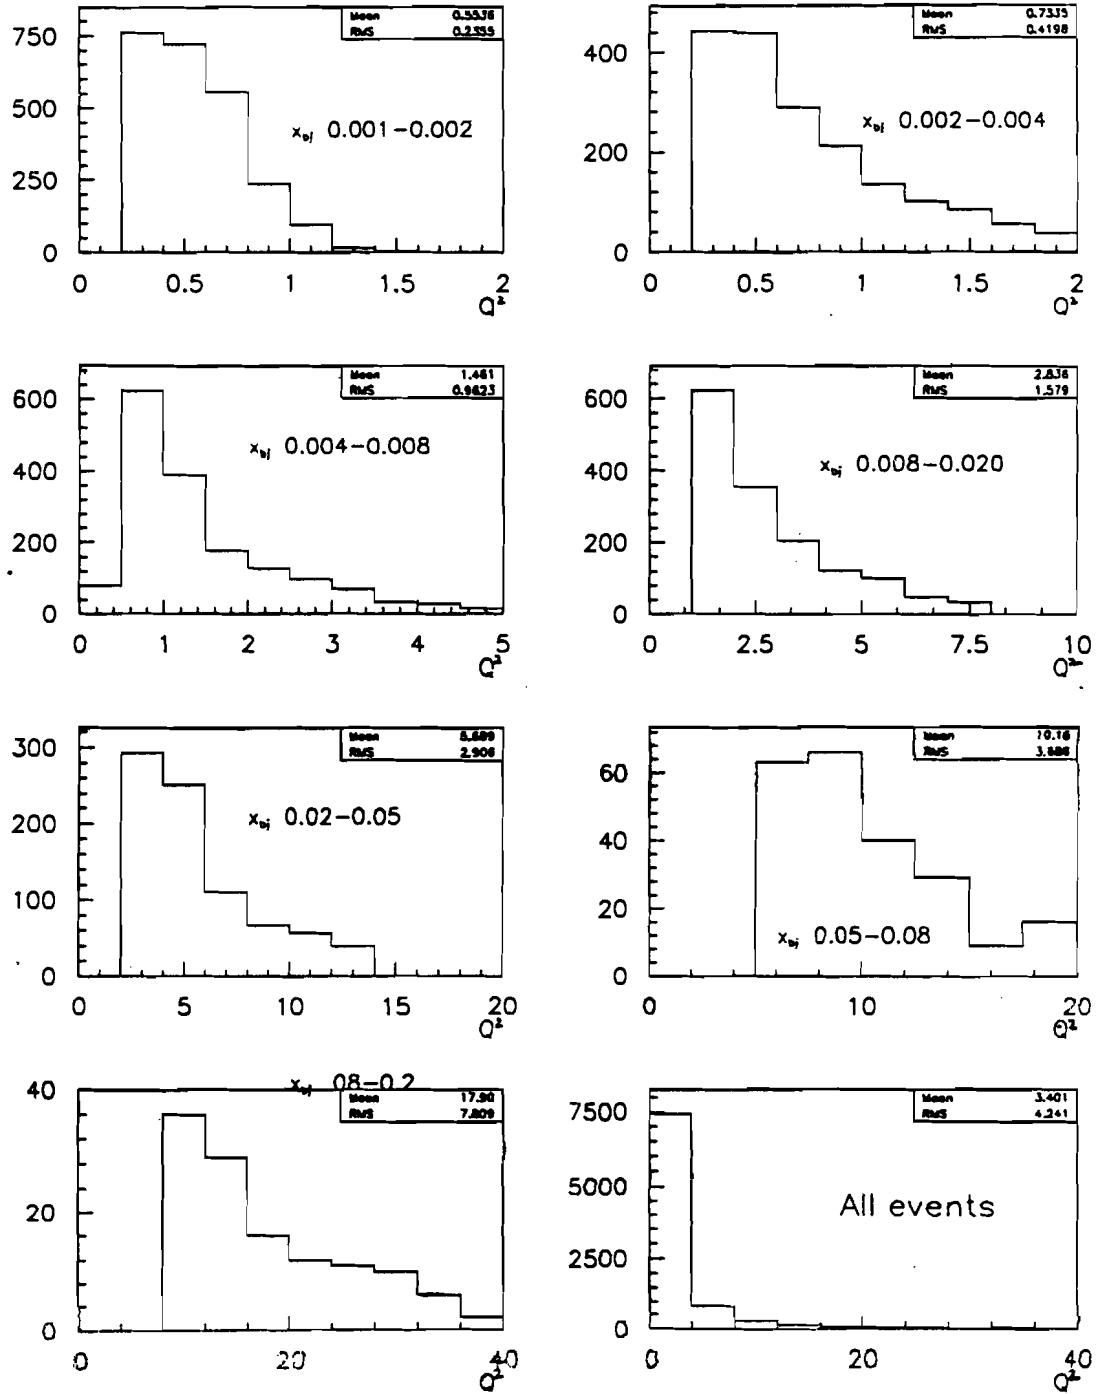 Mean 0.5536
RMS 0.2355
750
500
250
0
x_bj 0.001-0.002
0 0.5 1 1.5 2
Q²
Mean 0.7335
RMS 0.4198
400
200
0
x_bj 0.002-0.004
0 0.5 1 1.5 2
Q²
Mean 1.461
RMS 0.9623
600
400
200
0
x_bj 0.004-0.008
0 1 2 3 4 5
Q²
Mean 2.836
RMS 1.579
600
400
200
0
x_bj 0.008-0.020
0 2.5 5 7.5 10
Q²
Mean
RMS 2.906
300
200
100
0
x_bj 0.02-0.05
0 5 10 15 20
Q²
Mean 10.16
RMS
60
40
20
0
x_bj 0.05-0.08
0 10 20
Q²
x_bj 08-0.2
Mean 17.90
RMS 7.809
40
20
0
0 20 40
Q²
Mean 3.401
RMS 4.241
7500
5000
2500
0
All events
0 20 40
Q²